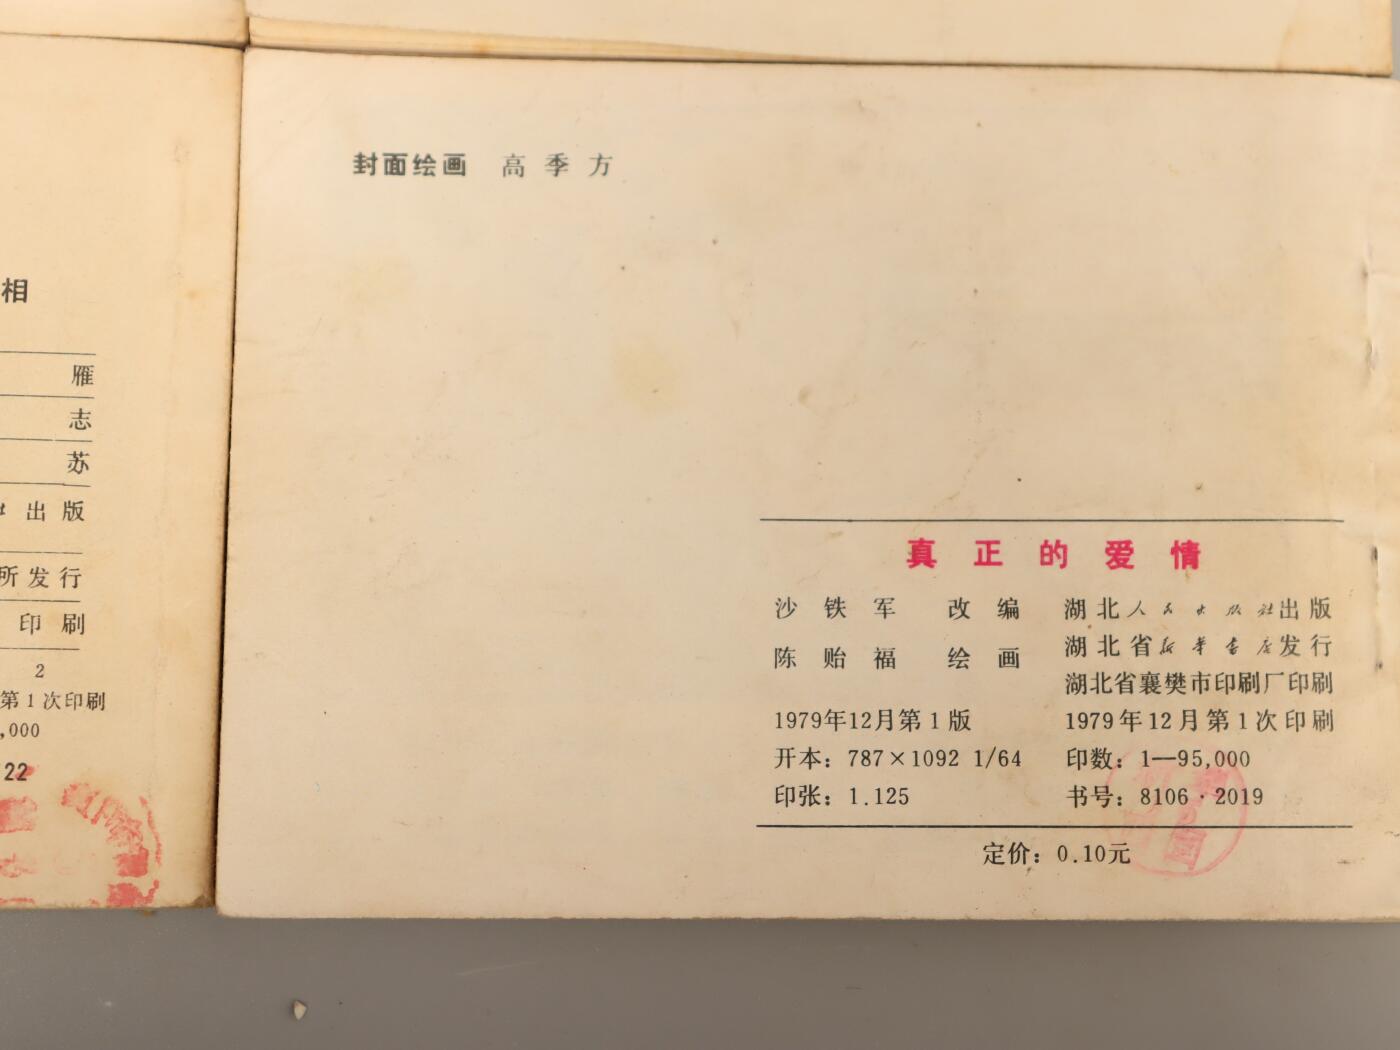 相
雁
志
苏
出版
所发行
印刷
2
第1次印刷
,000
22
封面绘画 高季方
真正的爱情
沙铁军 改编
陈贻福 绘画
1979年12月第1版
开本：787×1092 1/64
印张：1.125
湖北人民出版社出版
湖北省新华书店发行
湖北省襄樊市印刷厂印刷
1979年12月第1次印刷
印数：1—95,000
书号：8106·2019
定价：0.10元